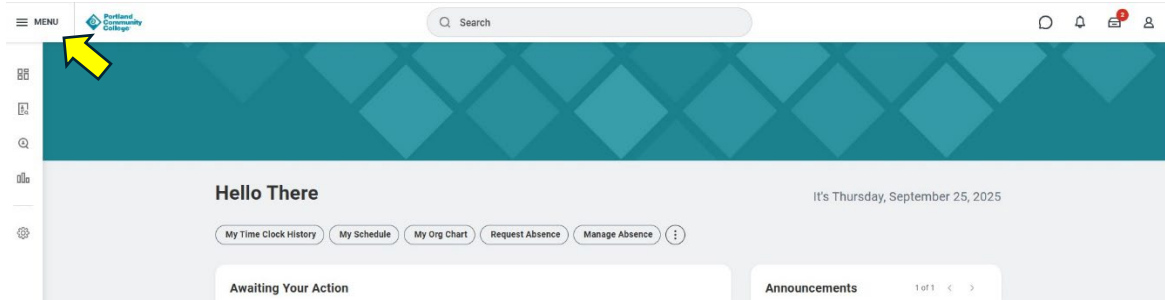 MENU
Portland
Community
College
Search
2
Hello There
It's Thursday, September 25, 2025
My Time Clock History
My Schedule
My Org Chart
Request Absence
Manage Absence
Awaiting Your Action
Announcements
1 of 1